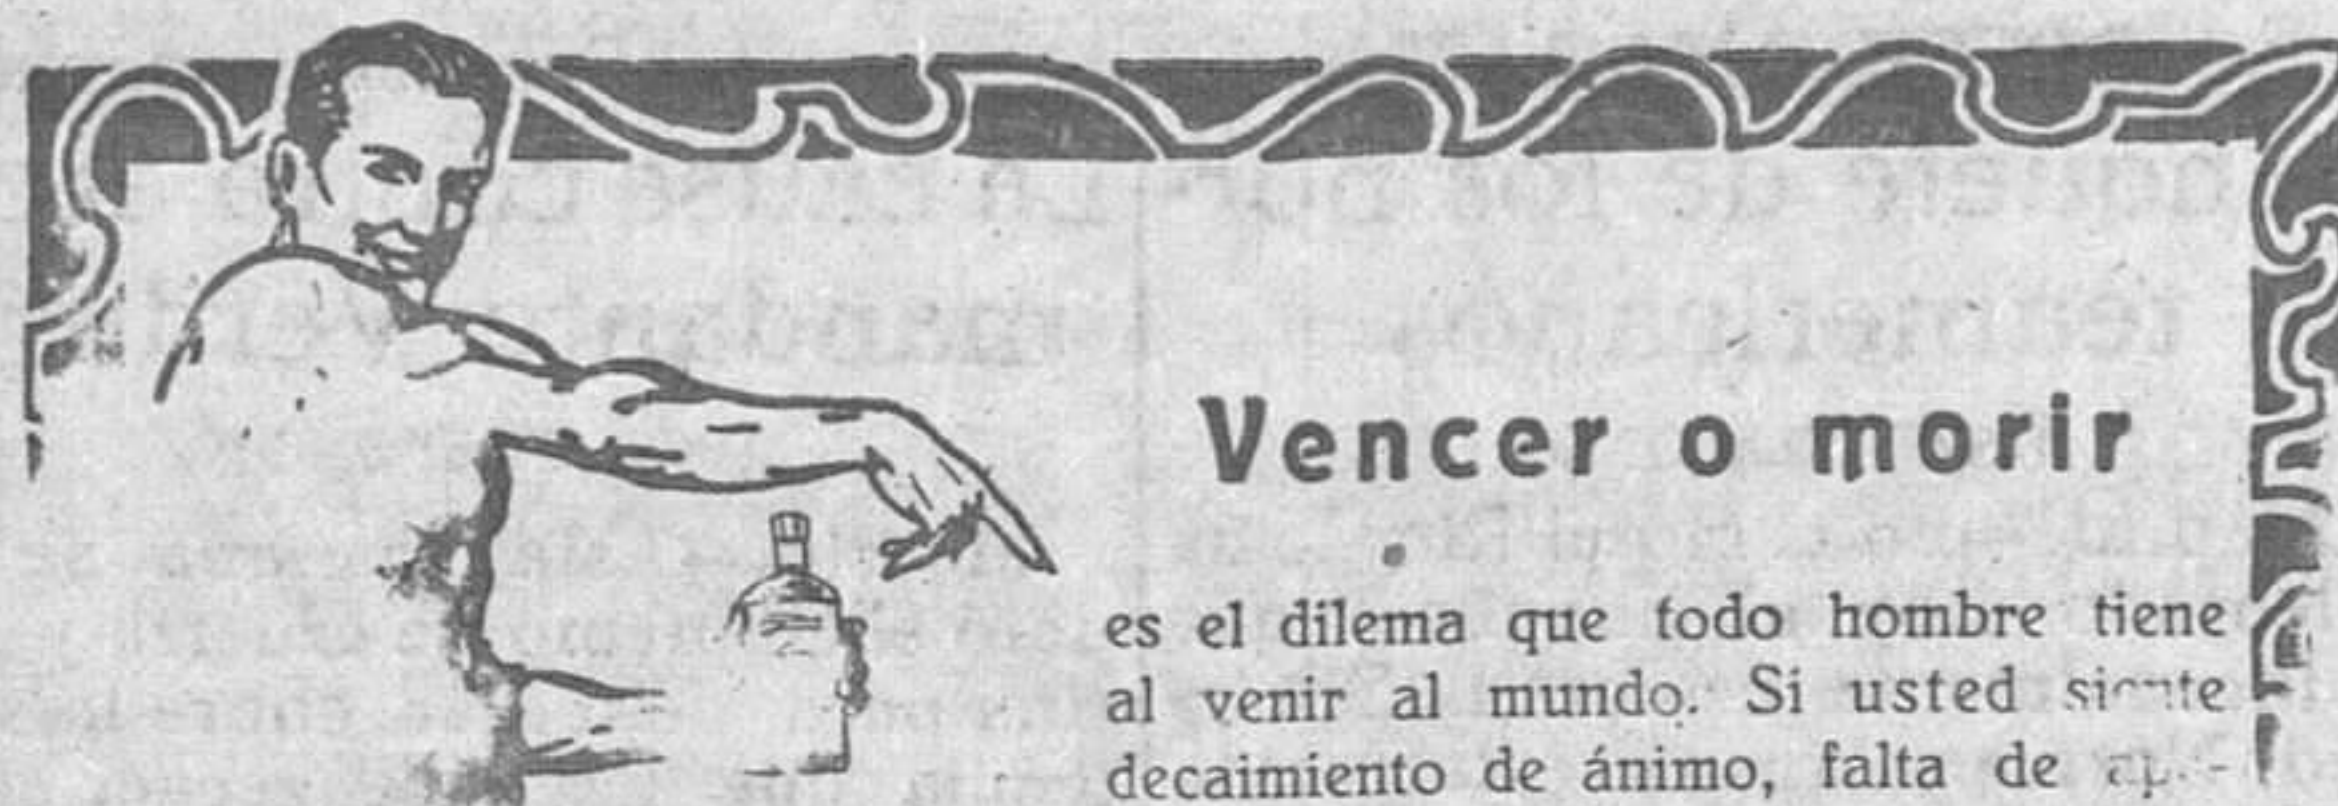 Vencer o morir
es el dilema que todo hombre tiene
al venir al mundo. Si usted siente
decaimiento de ánimo, falta de